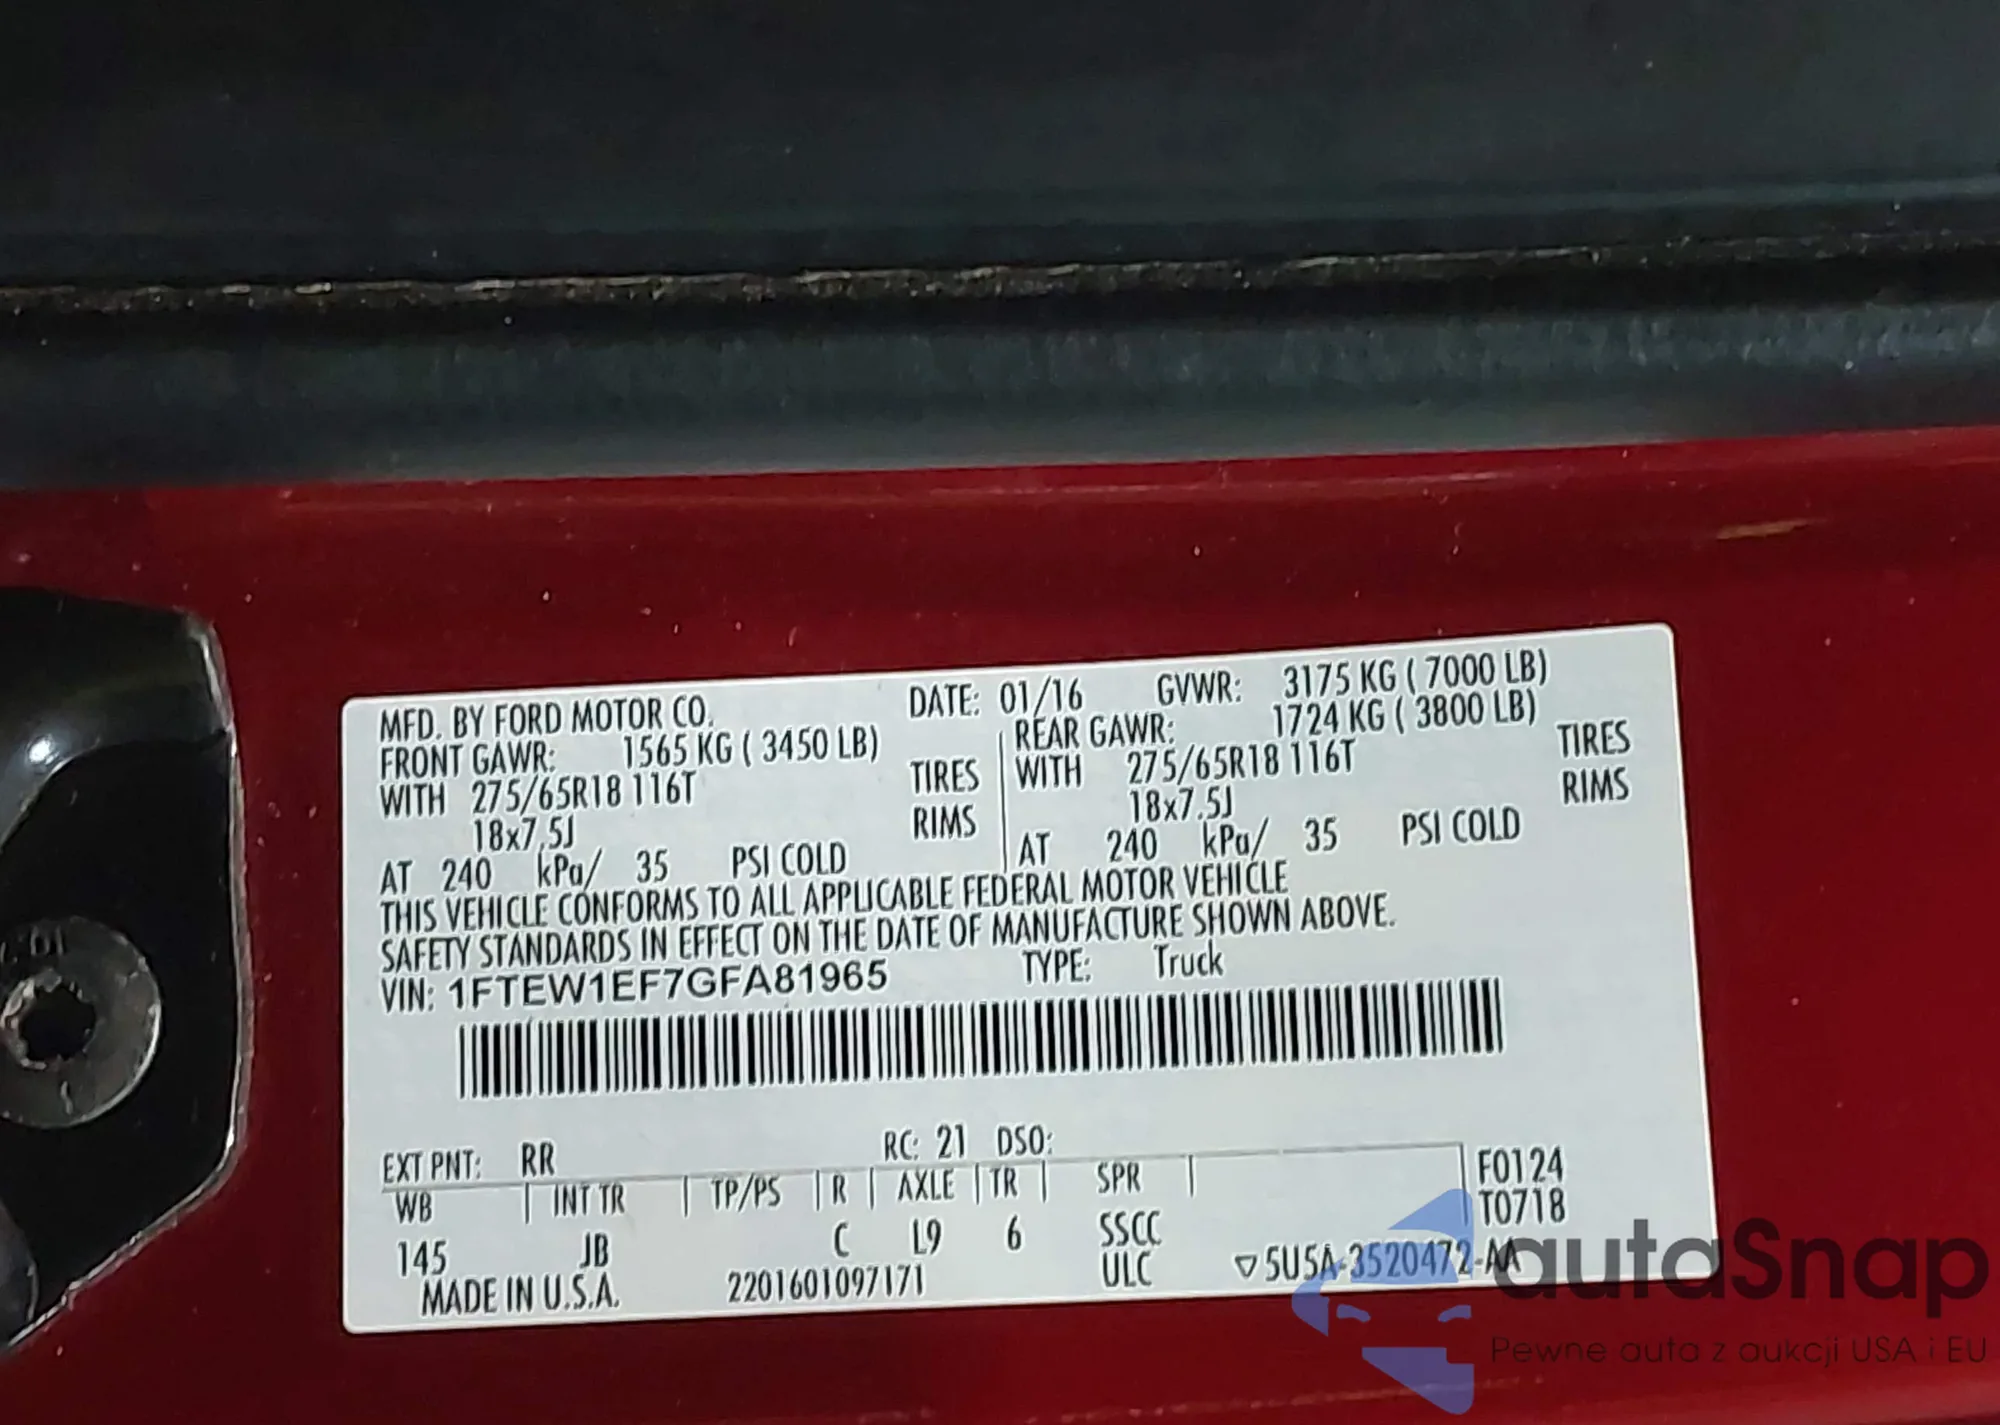 MFD. BY FORD MOTOR CO. DATE: 01/16 GVWR: 3175 KG ( 7000 LB)
FRONT GAWR: 1565 KG ( 3450 LB) REAR GAWR: 1724 KG ( 3800 LB)
WITH 275/65R18 116T TIRES WITH 275/65R18 116T TIRES
18x7.5J RIMS 18x7.5J RIMS
AT 240 kPa/ 35 PSI COLD AT 240 kPa/ 35 PSI COLD
THIS VEHICLE CONFORMS TO ALL APPLICABLE FEDERAL MOTOR VEHICLE
SAFETY STANDARDS IN EFFECT ON THE DATE OF MANUFACTURE SHOWN ABOVE.
VIN: 1FTEW1EF7GFA81965 TYPE: Truck
EXT PNT: RR RC: 21 DSO: F0124
WB INT TR TP/PS R AXLE TR SPR T0718
145 JB C L9 6 SSCC
ULC ▽5U5A-3520472-AA
MADE IN U.S.A. 2201601097171
autaSnap
Pewne auta z aukcji USA i EU